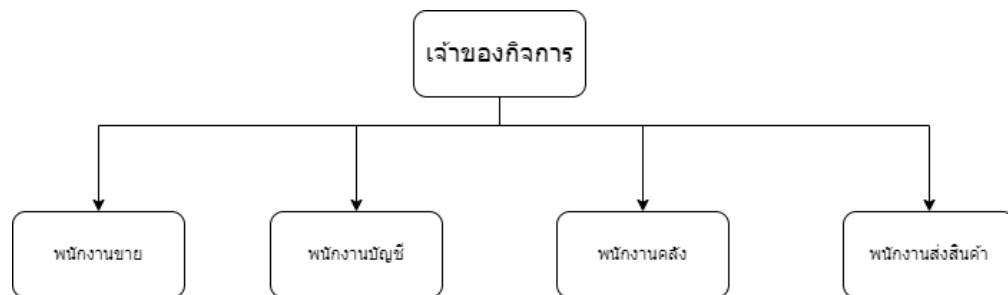 เจ้าของกิจการ
พนักงานขาย
พนักงานบัญชี
พนักงานคลัง
พนักงานส่งสินค้า